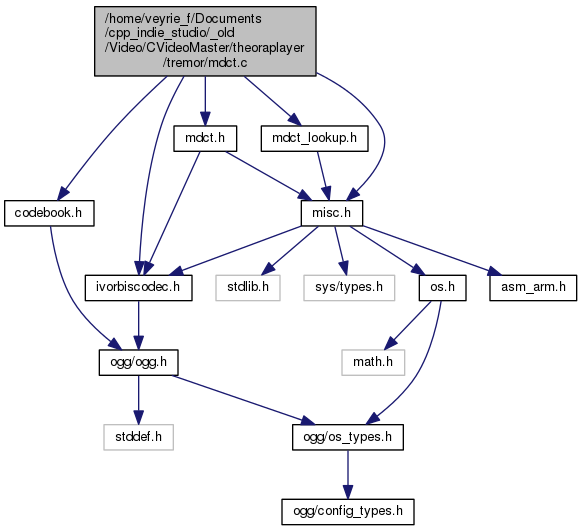 /home/veyrie_f/Documents
/cpp_indie_studio/_old
/Video/CVideoMaster/theoraplayer
/tremor/mdct.c
mdct.h
mdct_lookup.h
codebook.h
misc.h
ivorbiscodec.h
stdlib.h
sys/types.h
os.h
asm_arm.h
ogg/ogg.h
math.h
stddef.h
ogg/os_types.h
ogg/config_types.h